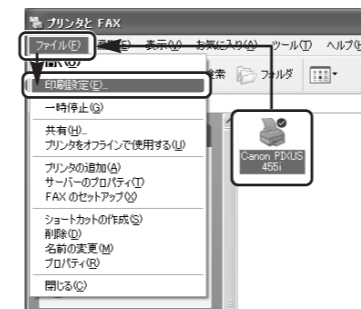 プリンタと FAX
ファイル(F) 編集(E) 表示(V) お気に入り(A) ツール(T) ヘルプ(H
開く(O)
印刷設定(E)...
一時停止(G)
共有(H)...
プリンタをオフラインで使用する(U)
プリンタの追加(A)
サーバーのプロパティ(T)
FAX のセットアップ(X)
ショートカットの作成(S)
削除(D)
名前の変更(M)
プロパティ(R)
閉じる(C)
索 フォルダ
Canon PIXUS
455i